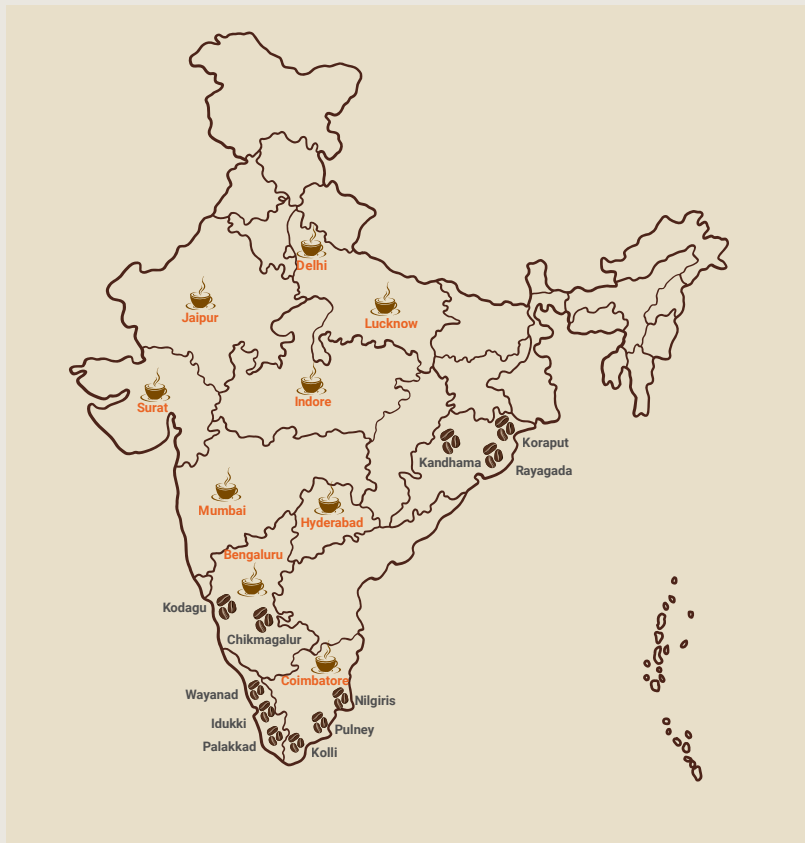 Delhi
Jaipur
Lucknow
Surat
Indore
Koraput
Kandhama
Rayagada
Mumbai
Hyderabad
Bengaluru
Kodagu
Chikmagalur
Coimbatore
Wayanad
Nilgiris
Idukki
Pulney
Palakkad
Kolli